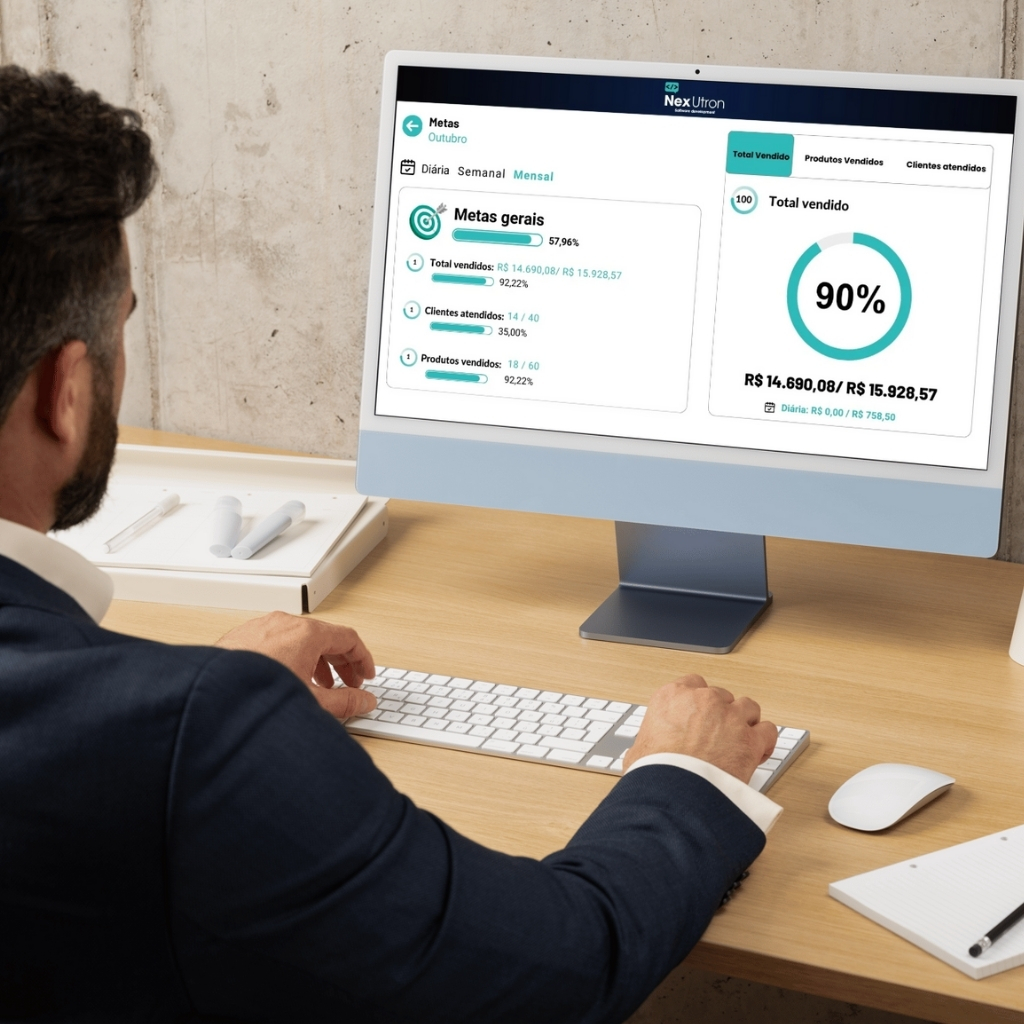 </>
NexUtron
Software development
Metas
Outubro
Diária Semanal Mensal
Metas gerais
57,96%
1 Total vendidos: R$ 14.690,08/ R$ 15.928,57
92,22%
1 Clientes atendidos: 14 / 40
35,00%
1 Produtos vendidos: 18 / 60
92,22%
Total Vendido Produtos Vendidos Clientes atendidos
100 Total vendido
90%
R$ 14.690,08/ R$ 15.928,57
Diária: R$ 0,00 / R$ 758,50